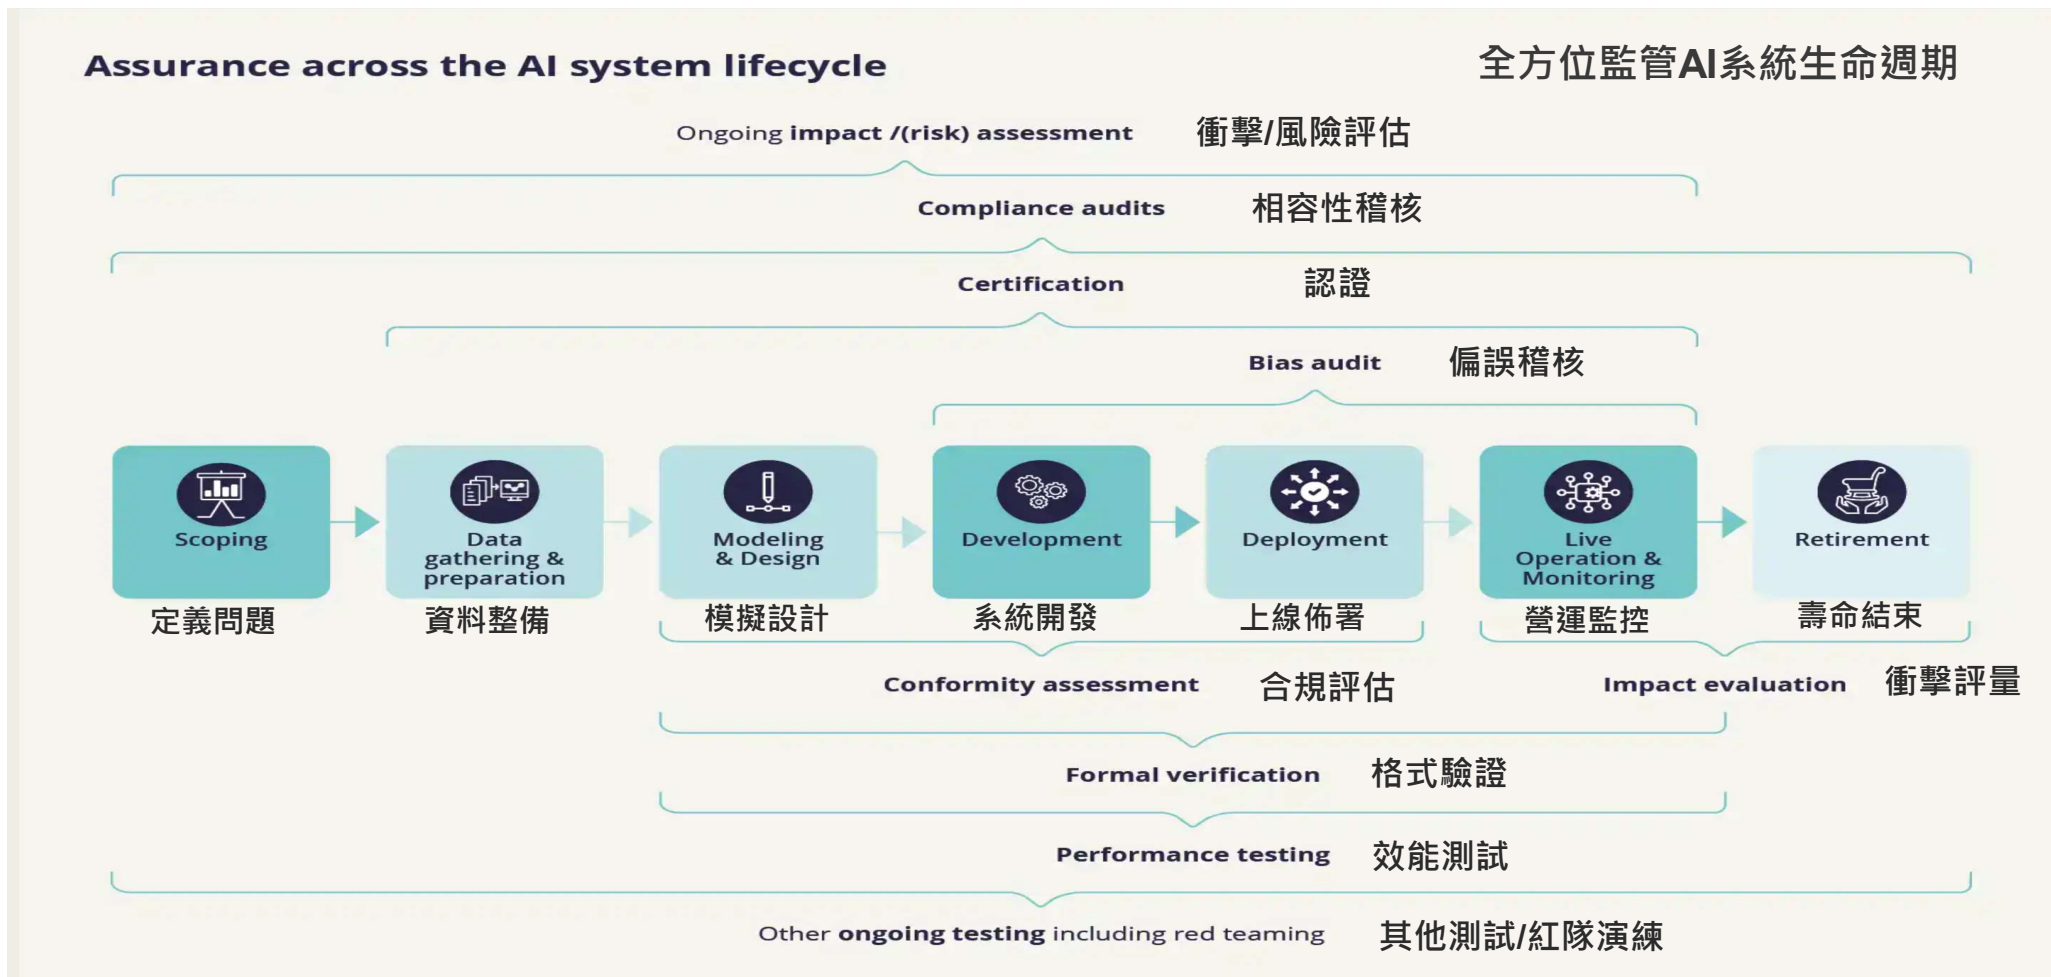 Assurance across the AI system lifecycle
全方位監管AI系統生命週期
Ongoing impact /(risk) assessment
衝擊/風險評估
Compliance audits
相容性稽核
Certification
認證
Bias audit
偏誤稽核
Scoping
定義問題
Data
gathering &
preparation
資料整備
Modeling
& Design
模擬設計
Development
系統開發
Deployment
上線佈署
Live
Operation &
Monitoring
營運監控
Retirement
壽命結束
Conformity assessment
合規評估
Impact evaluation
衝擊評量
Formal verification
格式驗證
Performance testing
效能測試
Other ongoing testing including red teaming
其他測試/紅隊演練